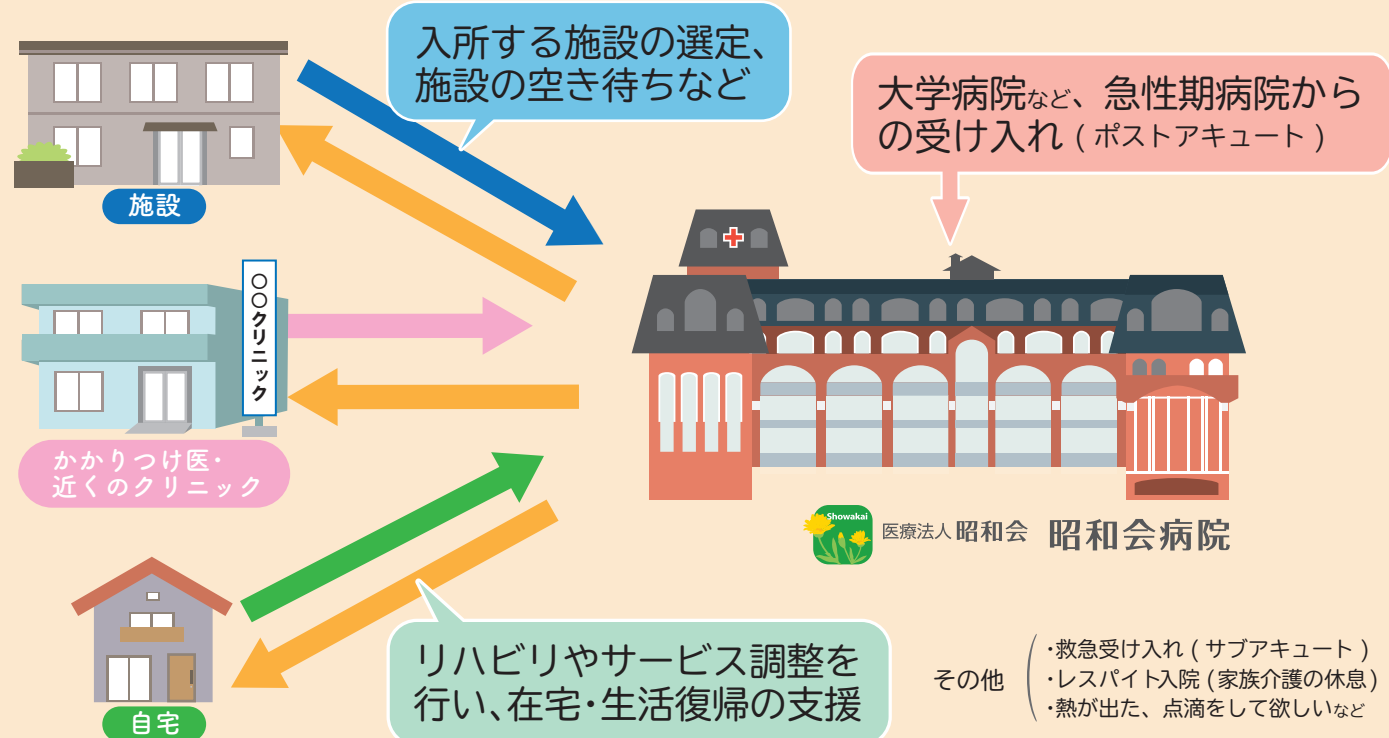 入所する施設の選定、
施設の空き待ちなど
大学病院など、急性期病院から
の受け入れ ( ポストアキュート )
施設
〇〇クリニック
かかりつけ医・
近くのクリニック
Showakai
医療法人 昭和会 昭和会病院
リハビリやサービス調整を
行い、在宅・生活復帰の支援
自宅
その他
・救急受け入れ ( サブアキュート )
・レスパイト入院 ( 家族介護の休息 )
・熱が出た、点滴をして欲しいなど